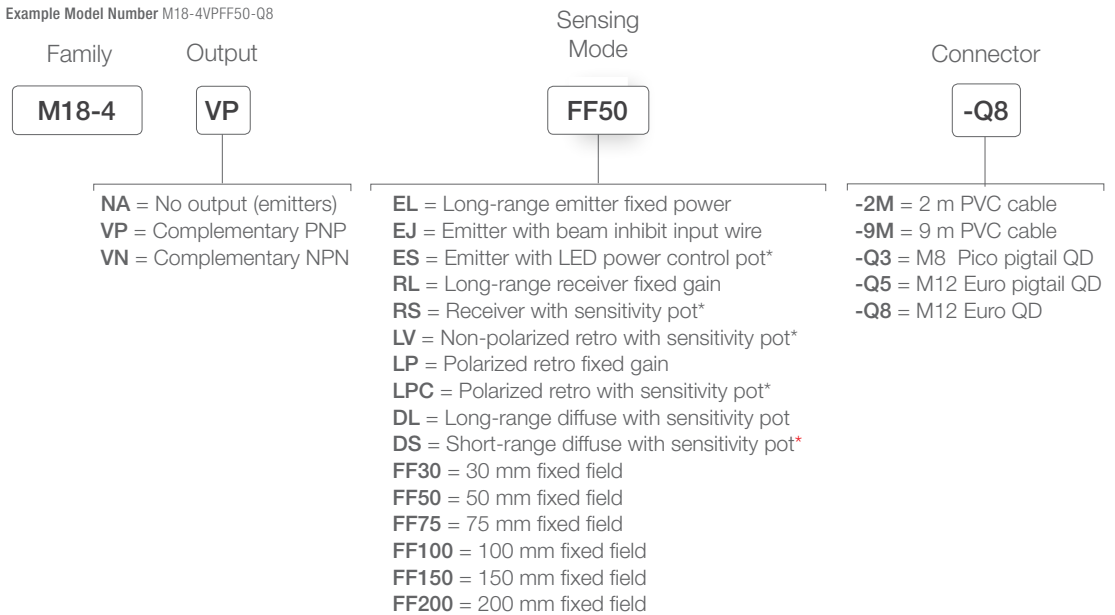 Example Model Number M18-4VPFF50-Q8
Family
Output
Sensing
Mode
Connector
M18-4
VP
FF50
-Q8
NA = No output (emitters)
VP = Complementary PNP
VN = Complementary NPN
EL = Long-range emitter fixed power
EJ = Emitter with beam inhibit input wire
ES = Emitter with LED power control pot*
RL = Long-range receiver fixed gain
RS = Receiver with sensitivity pot*
LV = Non-polarized retro with sensitivity pot*
LP = Polarized retro fixed gain
LPC = Polarized retro with sensitivity pot*
DL = Long-range diffuse with sensitivity pot
DS = Short-range diffuse with sensitivity pot*
FF30 = 30 mm fixed field
FF50 = 50 mm fixed field
FF75 = 75 mm fixed field
FF100 = 100 mm fixed field
FF150 = 150 mm fixed field
FF200 = 200 mm fixed field
-2M = 2 m PVC cable
-9M = 9 m PVC cable
-Q3 = M8 Pico pigtail QD
-Q5 = M12 Euro pigtail QD
-Q8 = M12 Euro QD